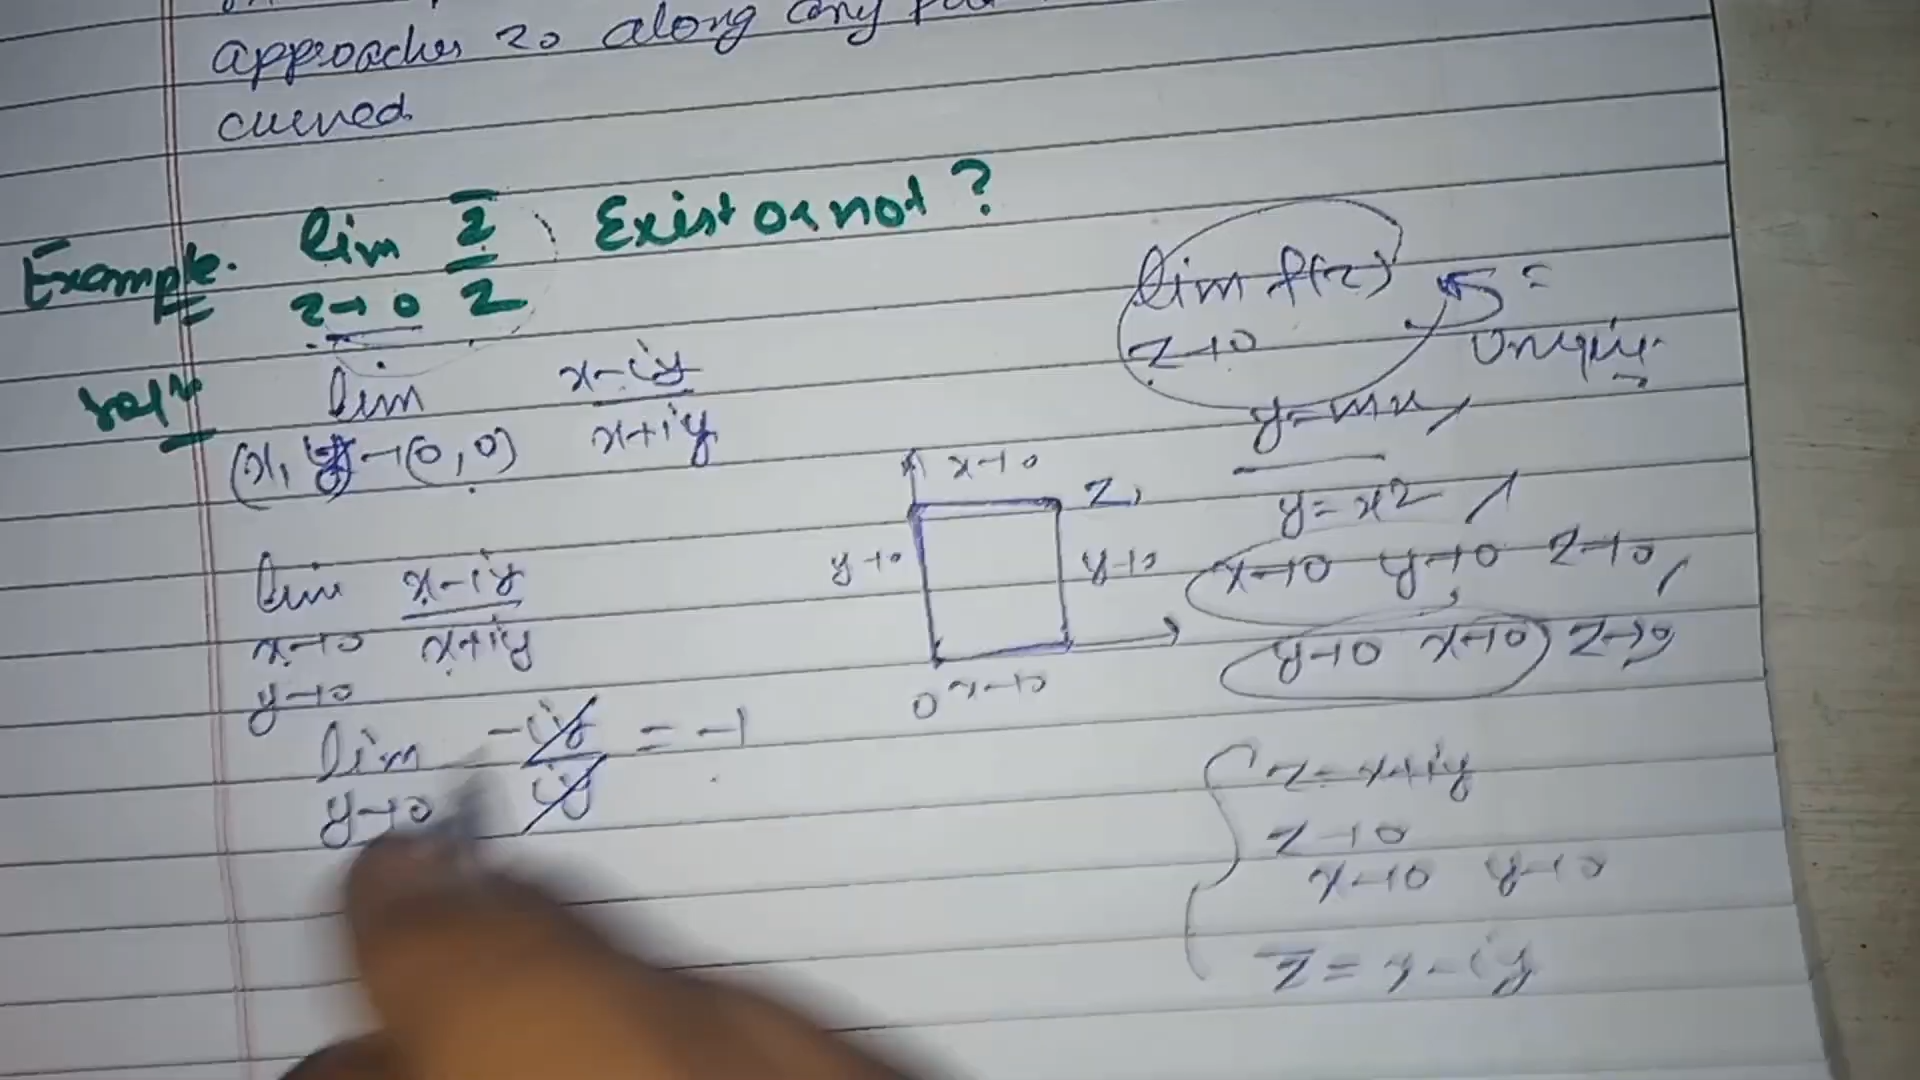 approaches z0 along any
curved.
Example. lim z̄/z Exist or not?
z→0
Solⁿ lim x-iy/x+iy
(x, y)→(0,0)
lim x-iy/x+iy
x→0
y→0
lim -iy/iy = -1
y→0
x→0
z,
y→0 y→0
0 x→0
lim f(z) =
z→0
y=mx,
y=x2
x→0 y→0 z→0,
y→0 x→0 z→0
z=x+iy
z→0
x→0 y→0
z̄=x-iy